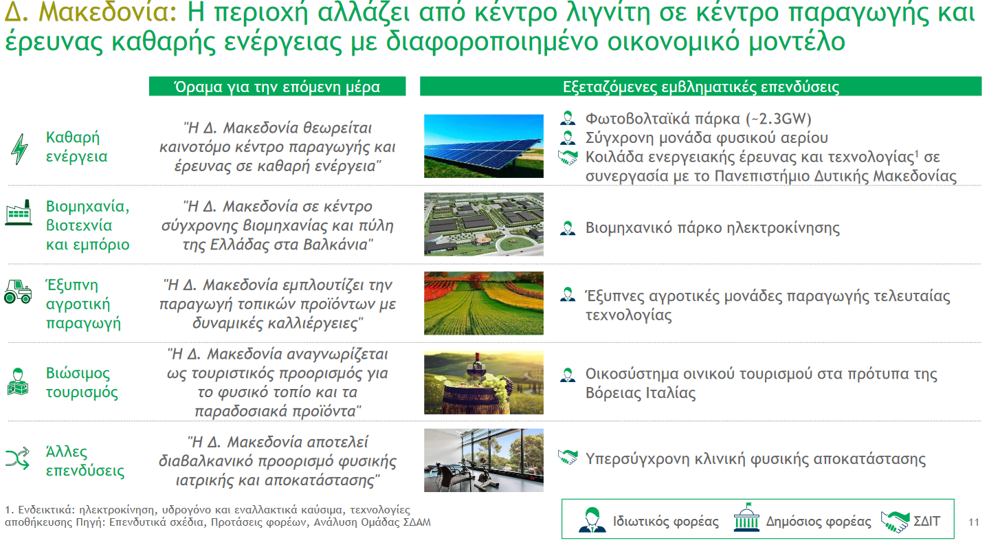 Δ. Μακεδονία: Η περιοχή αλλάζει από κέντρο λιγνίτη σε κέντρο παραγωγής και
έρευνας καθαρής ενέργειας με διαφοροποιημένο οικονομικό μοντέλο
Όραμα για την επόμενη μέρα
Εξεταζόμενες εμβληματικές επενδύσεις
Καθαρή
ενέργεια
"Η Δ. Μακεδονία θεωρείται
καινοτόμο κέντρο παραγωγής και
έρευνας σε καθαρή ενέργεια"
Φωτοβολταϊκά πάρκα (~2.3GW)
Σύγχρονη μονάδα φυσικού αερίου
Κοιλάδα ενεργειακής έρευνας και τεχνολογίας¹ σε
συνεργασία με το Πανεπιστήμιο Δυτικής Μακεδονίας
Βιομηχανία,
βιοτεχνία
και εμπόριο
"Η Δ. Μακεδονία σε κέντρο
σύγχρονης βιομηχανίας και πύλη
της Ελλάδας στα Βαλκάνια"
Βιομηχανικό πάρκο ηλεκτροκίνησης
Έξυπνη
αγροτική
παραγωγή
"Η Δ. Μακεδονία εμπλουτίζει την
παραγωγή τοπικών προϊόντων με
δυναμικές καλλιέργειες"
Έξυπνες αγροτικές μονάδες παραγωγής τελευταίας
τεχνολογίας
Βιώσιμος
τουρισμός
"Η Δ. Μακεδονία αναγνωρίζεται
ως τουριστικός προορισμός για
το φυσικό τοπίο και τα
παραδοσιακά προϊόντα"
Οικοσύστημα οινικού τουρισμού στα πρότυπα της
Βόρειας Ιταλίας
Άλλες
επενδύσεις
"Η Δ. Μακεδονία αποτελεί
διαβαλκανικό προορισμό φυσικής
ιατρικής και αποκατάστασης"
Υπερσύγχρονη κλινική φυσικής αποκατάστασης
1. Ενδεικτικά: ηλεκτροκίνηση, υδρογόνο και εναλλακτικά καύσιμα, τεχνολογίες
αποθήκευσης Πηγή: Επενδυτικά σχέδια, Προτάσεις φορέων, Ανάλυση Ομάδας ΣΔΑΜ
Ιδιωτικός φορέας
Δημόσιος φορέας
ΣΔΙΤ
11